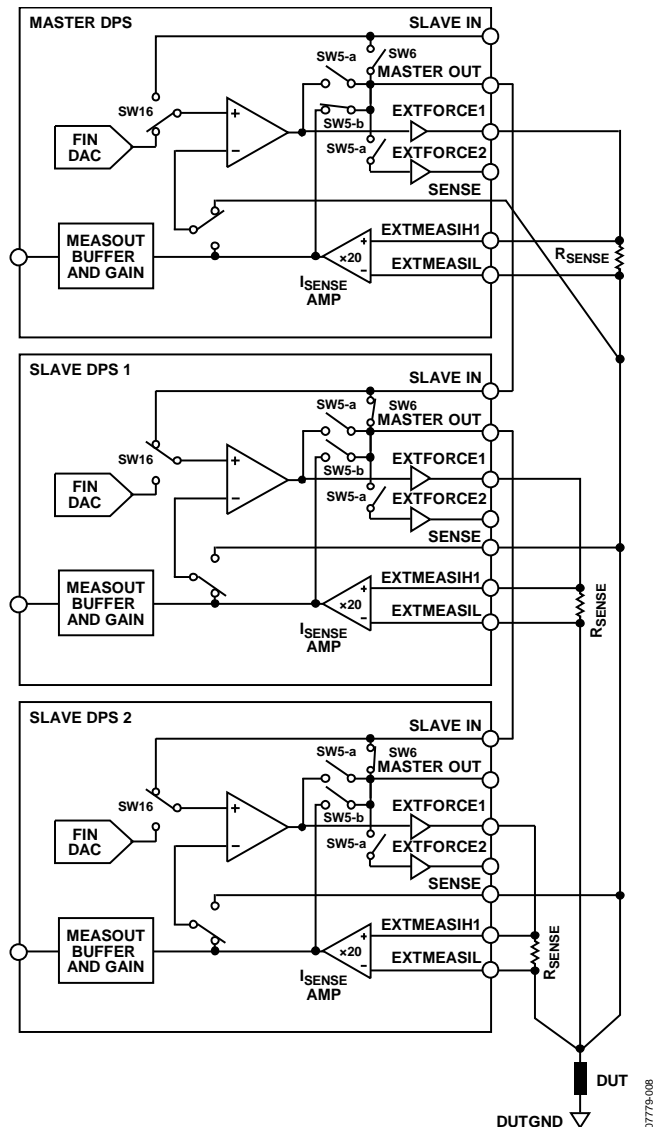 MASTER DPS
SLAVE IN
SW5-a
SW6
MASTER OUT
SW16
FIN
DAC
+
−
SW5-b
EXTFORCE1
SW5-a
EXTFORCE2
SENSE
MEASOUT
BUFFER
AND GAIN
ISENSE
AMP
×20
+
−
EXTMEASIH1
EXTMEASIL
RSENSE
SLAVE DPS 1
SLAVE IN
SW5-a
SW6
MASTER OUT
SW16
FIN
DAC
+
−
SW5-b
EXTFORCE1
SW5-a
EXTFORCE2
SENSE
MEASOUT
BUFFER
AND GAIN
ISENSE
AMP
×20
+
−
EXTMEASIH1
EXTMEASIL
RSENSE
SLAVE DPS 2
SLAVE IN
SW5-a
SW6
MASTER OUT
SW16
FIN
DAC
+
−
SW5-b
EXTFORCE1
SW5-a
EXTFORCE2
SENSE
MEASOUT
BUFFER
AND GAIN
ISENSE
AMP
×20
+
−
EXTMEASIH1
EXTMEASIL
RSENSE
DUT
DUTGND
07779-008